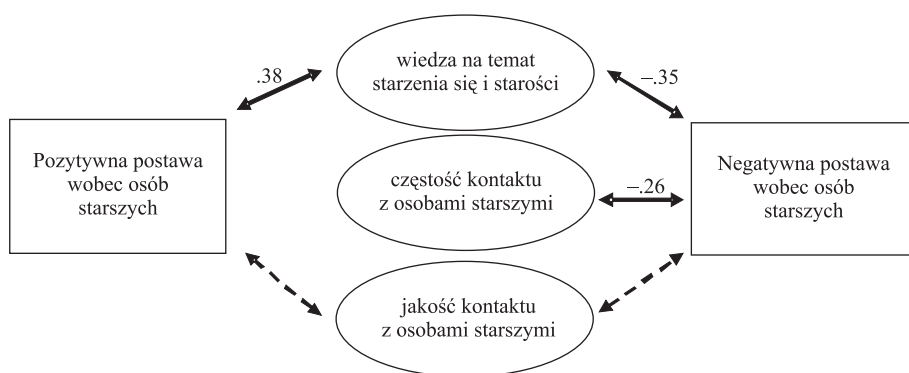 wiedza na temat
starzenia się i starości
.38
–.35
Pozytywna postawa
wobec osób
starszych
częstość kontaktu
z osobami starszymi
–.26
Negatywna postawa
wobec osób
starszych
jakość kontaktu
z osobami starszymi